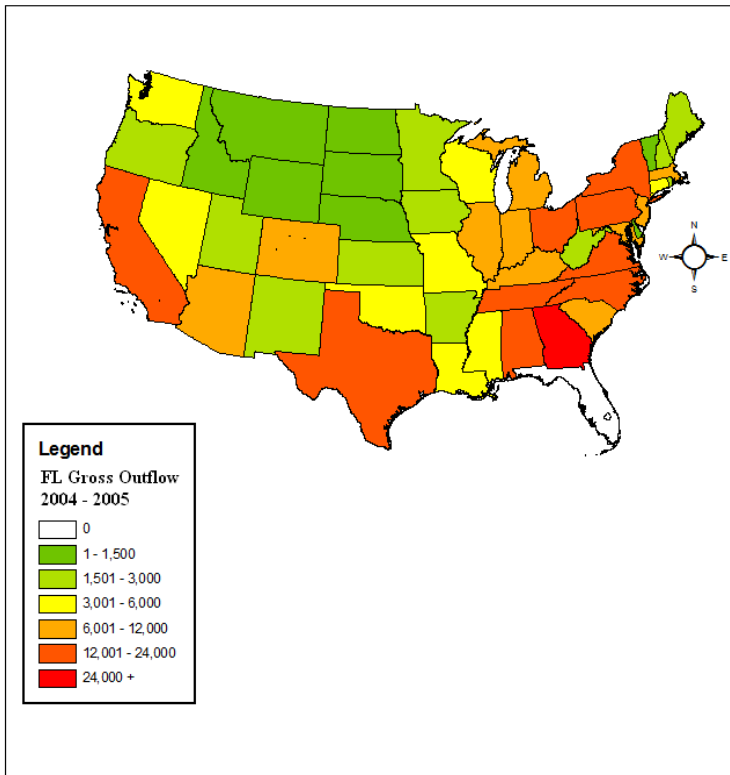 N
W E
S
Legend
FL Gross Outflow
2004 - 2005
0
1 - 1,500
1,501 - 3,000
3,001 - 6,000
6,001 - 12,000
12,001 - 24,000
24,000 +